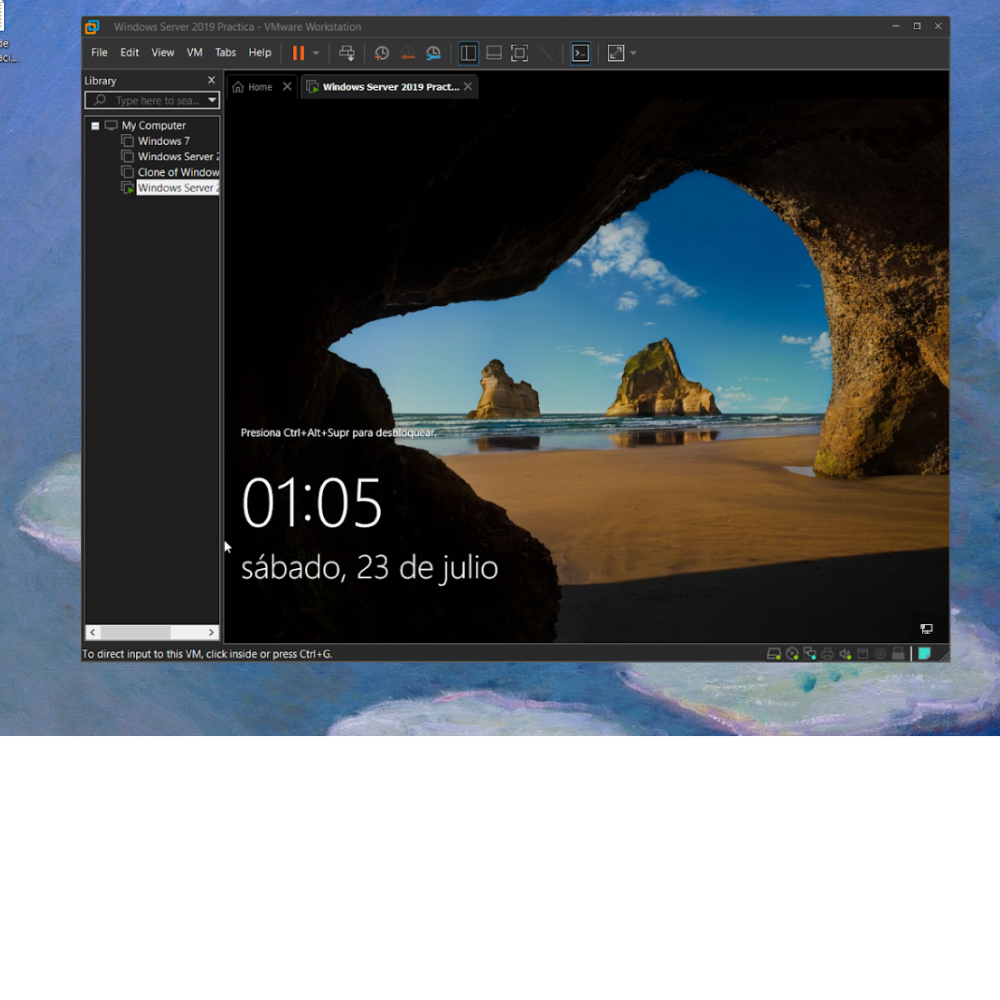 de
aci...
Windows Server 2019 Practica - VMware Workstation
File Edit View VM Tabs Help
Library
Type here to sea...
Home
Windows Server 2019 Pract...
My Computer
Windows 7
Windows Server 2
Clone of Window
Windows Server 2
Presiona Ctrl+Alt+Supr para desbloquear.
01:05
sábado, 23 de julio
To direct input to this VM, click inside or press Ctrl+G.